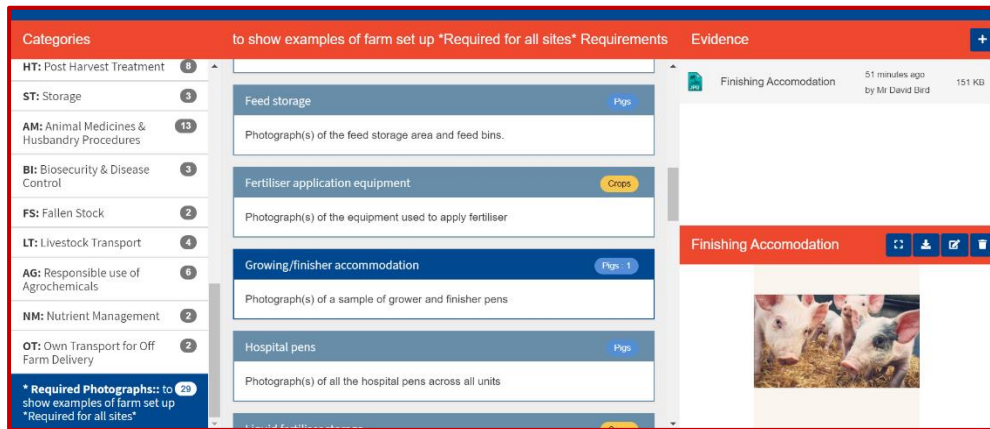 Categories
to show examples of farm set up *Required for all sites* Requirements
Evidence
+
HT: Post Harvest Treatment 8
ST: Storage 3
AM: Animal Medicines & 13
Husbandry Procedures
BI: Biosecurity & Disease 3
Control
FS: Fallen Stock 2
LT: Livestock Transport 4
AG: Responsible use of 6
Agrochemicals
NM: Nutrient Management 2
OT: Own Transport for Off 2
Farm Delivery
* Required Photographs:: to 29
show examples of farm set up
*Required for all sites*
Feed storage Pigs
Photograph(s) of the feed storage area and feed bins.
Fertiliser application equipment Crops
Photograph(s) of the equipment used to apply fertiliser
Growing/finisher accommodation Pigs : 1
Photograph(s) of a sample of grower and finisher pens
Hospital pens Pigs
Photograph(s) of all the hospital pens across all units
Liquid fertiliser storage
JPG
Finishing Accomodation
51 minutes ago
by Mr David Bird
151 KB
Finishing Accomodation